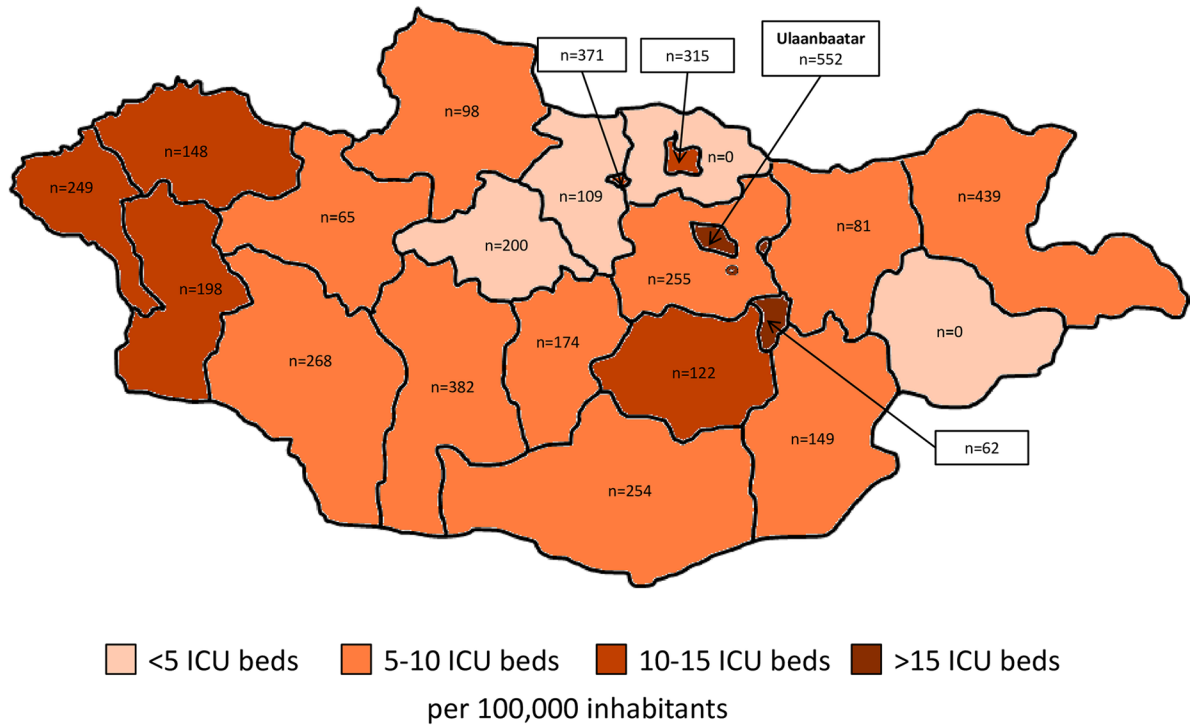 n=371
n=315
Ulaanbaatar
n=552
n=98
n=148
n=0
n=249
n=109
n=439
n=65
n=81
n=200
n=255
n=198
n=0
n=174
n=268
n=122
n=382
n=149
n=62
n=254
<5 ICU beds
5-10 ICU beds
10-15 ICU beds
>15 ICU beds
per 100,000 inhabitants